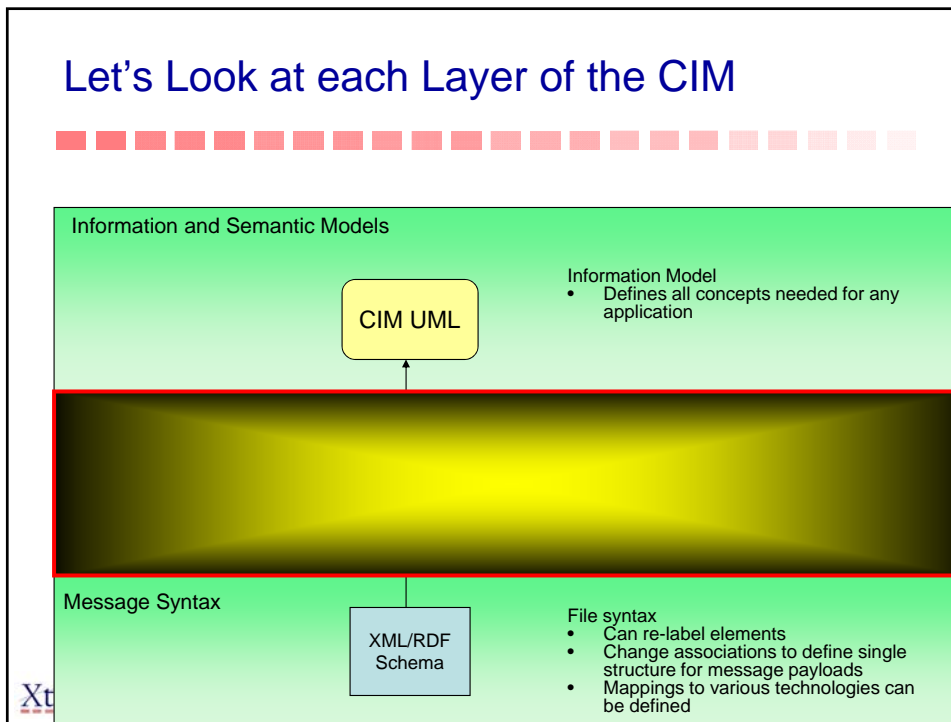 Let's Look at each Layer of the CIM
Information and Semantic Models
CIM UML
Information Model
• Defines all concepts needed for any
application
Message Syntax
XML/RDF
Schema
File syntax
• Can re-label elements
• Change associations to define single
structure for message payloads
• Mappings to various technologies can
be defined
Xt